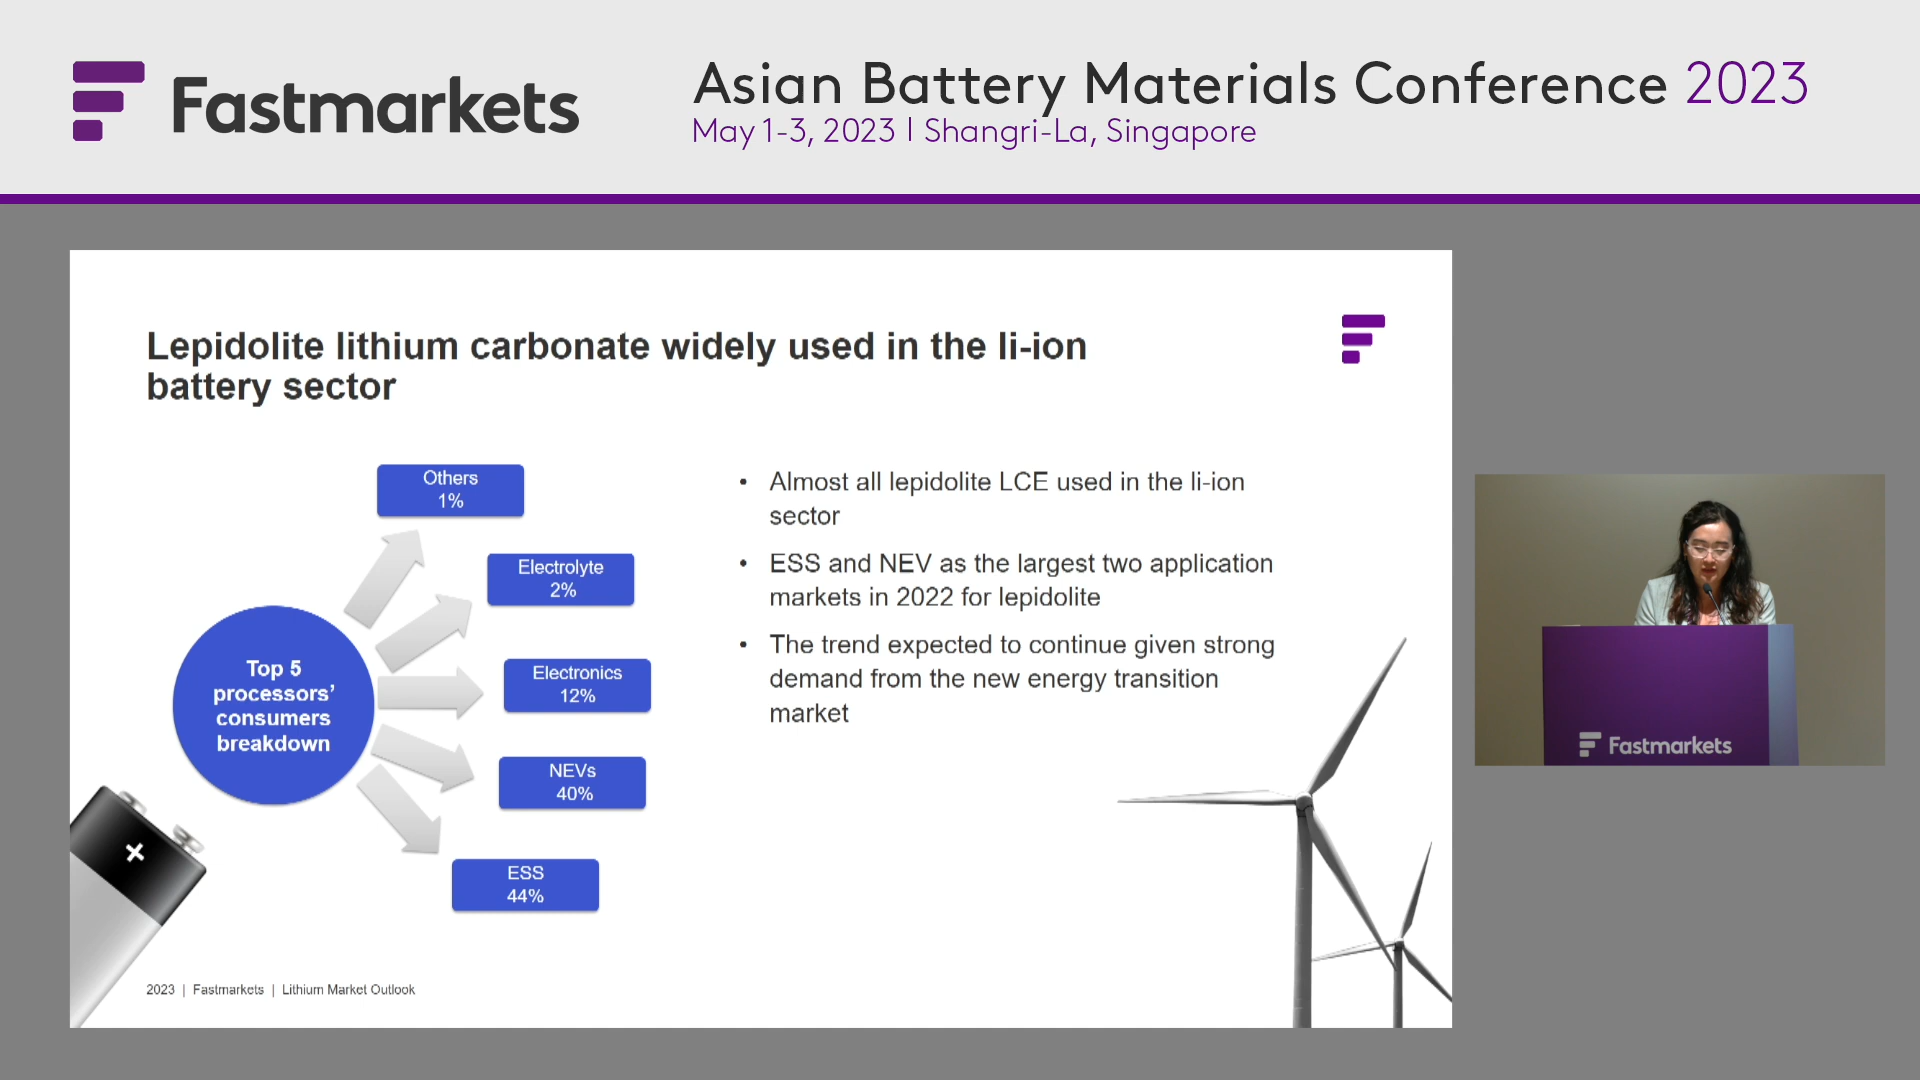 Fastmarkets
Asian Battery Materials Conference 2023
May 1-3, 2023 | Shangri-La, Singapore
Lepidolite lithium carbonate widely used in the li-ion
battery sector
Others
1%
Electrolyte
2%
Electronics
12%
NEVs
40%
ESS
44%
Top 5
processors’
consumers
breakdown
• Almost all lepidolite LCE used in the li-ion
sector
• ESS and NEV as the largest two application
markets in 2022 for lepidolite
• The trend expected to continue given strong
demand from the new energy transition
market
+
2023 | Fastmarkets | Lithium Market Outlook
Fastmarkets